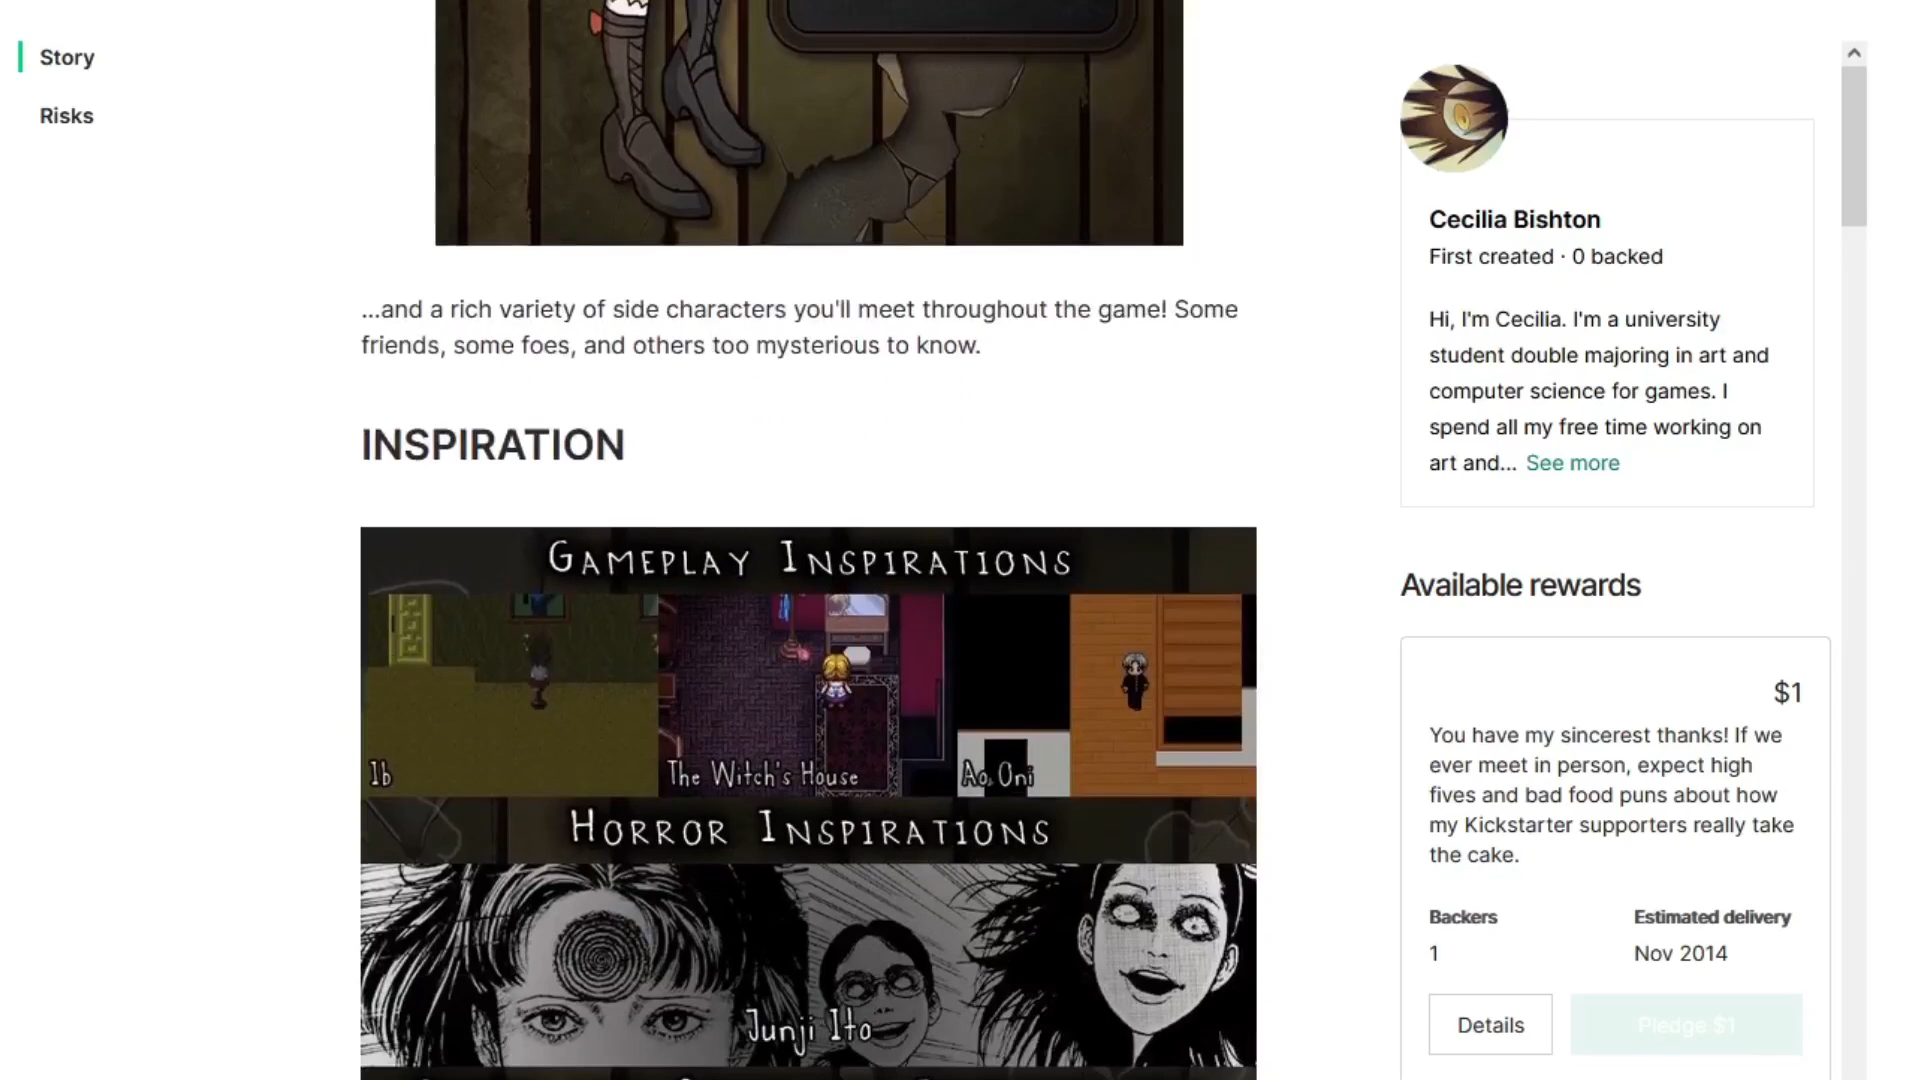 Story
Risks
...and a rich variety of side characters you'll meet throughout the game! Some
friends, some foes, and others too mysterious to know.
INSPIRATION
GAMEPLAY INSPIRATIONS
Ib
The Witch's House
Ao Oni
HORROR INSPIRATIONS
Junji Ito
Cecilia Bishton
First created · 0 backed
Hi, I'm Cecilia. I'm a university
student double majoring in art and
computer science for games. I
spend all my free time working on
art and... See more
Available rewards
$1
You have my sincerest thanks! If we
ever meet in person, expect high
fives and bad food puns about how
my Kickstarter supporters really take
the cake.
Backers
1
Estimated delivery
Nov 2014
Details
Pledge $1